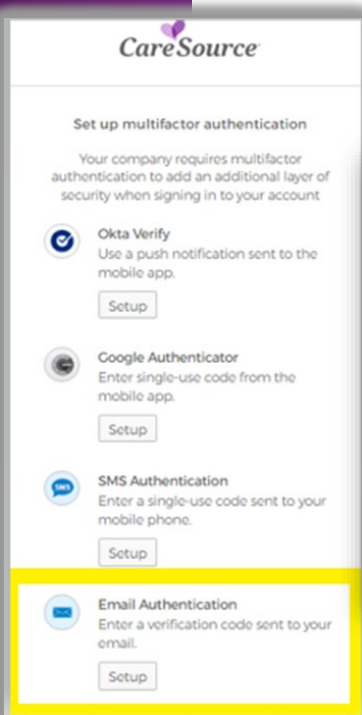 CareSource
Set up multifactor authentication
Your company requires multifactor
authentication to add an additional layer of
security when signing in to your account
Okta Verify
Use a push notification sent to the
mobile app.
Setup
Google Authenticator
Enter single-use code from the
mobile app.
Setup
SMS Authentication
SMS
Enter a single-use code sent to your
mobile phone.
Setup
Email Authentication
Enter a verification code sent to your
email.
Setup